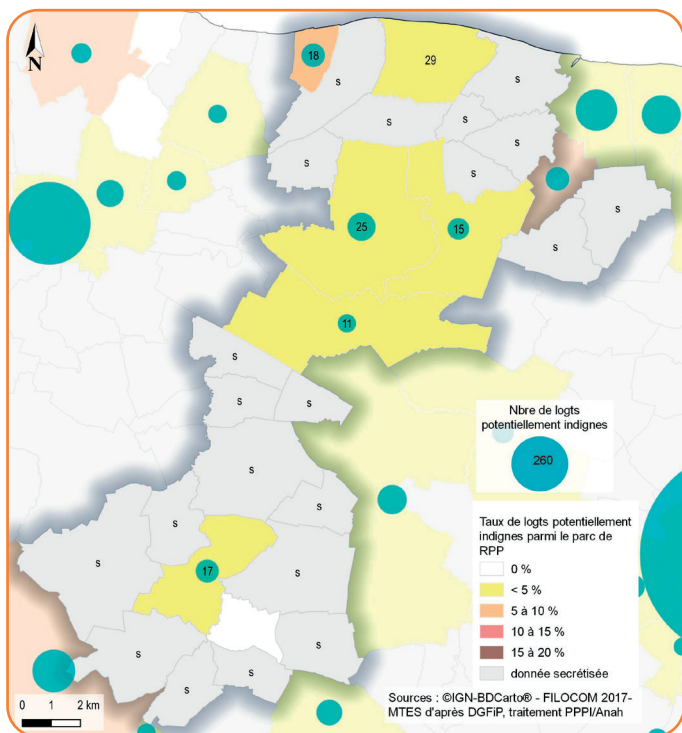 N
18
29
s
s
s
s
s
s
s
s
25
15
s
s
11
s
s
s
s
s
s
s
s
17
s
s
s
s
s
Nbre de logts
potentiellement indignes
260
Taux de logts potentiellement
indignes parmi le parc de
RPP
0 %
< 5 %
5 à 10 %
10 à 15 %
15 à 20 %
donnée secrétisée
0 1 2 km
Sources : ©IGN-BDCarto® - FILOCOM 2017-
MTES d'après DGFiP, traitement PPPI/Anah